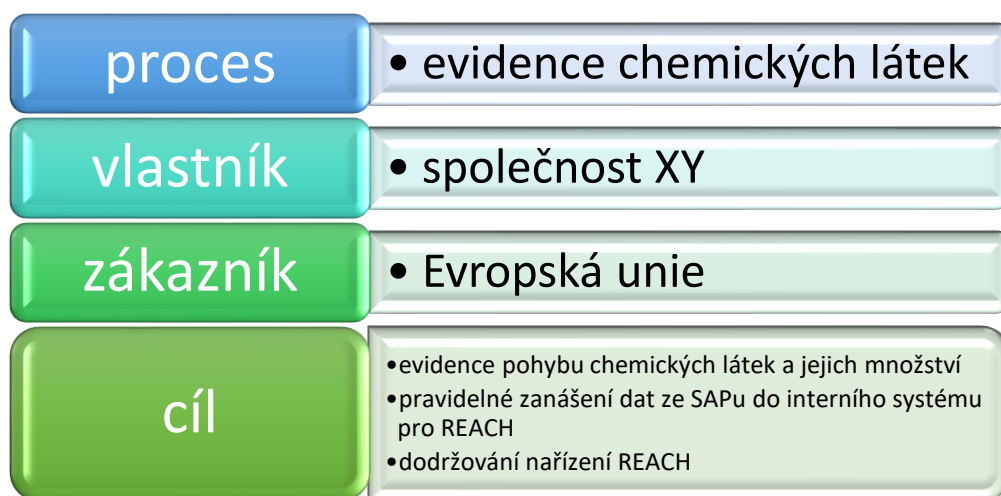 proces
• evidence chemických látek
vlastník
• společnost XY
zákazník
• Evropská unie
cíl
•evidence pohybu chemických látek a jejich množství
•pravidelné zanášení dat ze SAPu do interního systému
pro REACH
•dodržování nařízení REACH